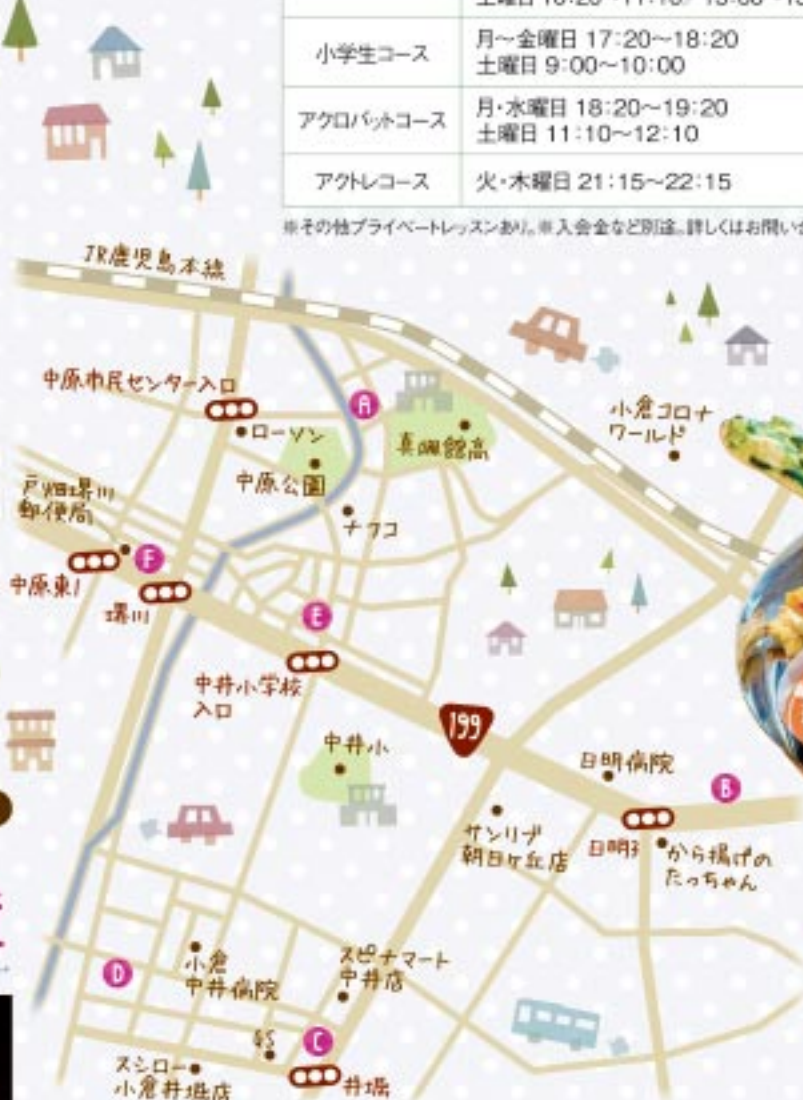 小学生コース
月〜金曜日 17:20〜18:20
土曜日 9:00〜10:00
アクロバットコース
月・水曜日 18:20〜19:20
土曜日 11:10〜12:10
アクトレコース
火・木曜日 21:15〜22:15
※その他プライベートレッスンあり。※入会金など別途。詳しくはお問い
JR鹿児島本線
中原市民センター入口
A
小倉コロナ
ワールド
ローソン
真颯館高
中原公園
戸畑境川
郵便局
ナフコ
F
中原東1
境川
E
中井小学校
入口
199
中井小
日明病院
B
サンリブ
朝日ヶ丘店
日明
から揚げの
たっちゃん
小倉
中井病院
スピナマート
中井店
D
GS
C
スシロー
小倉井堀店
井堀